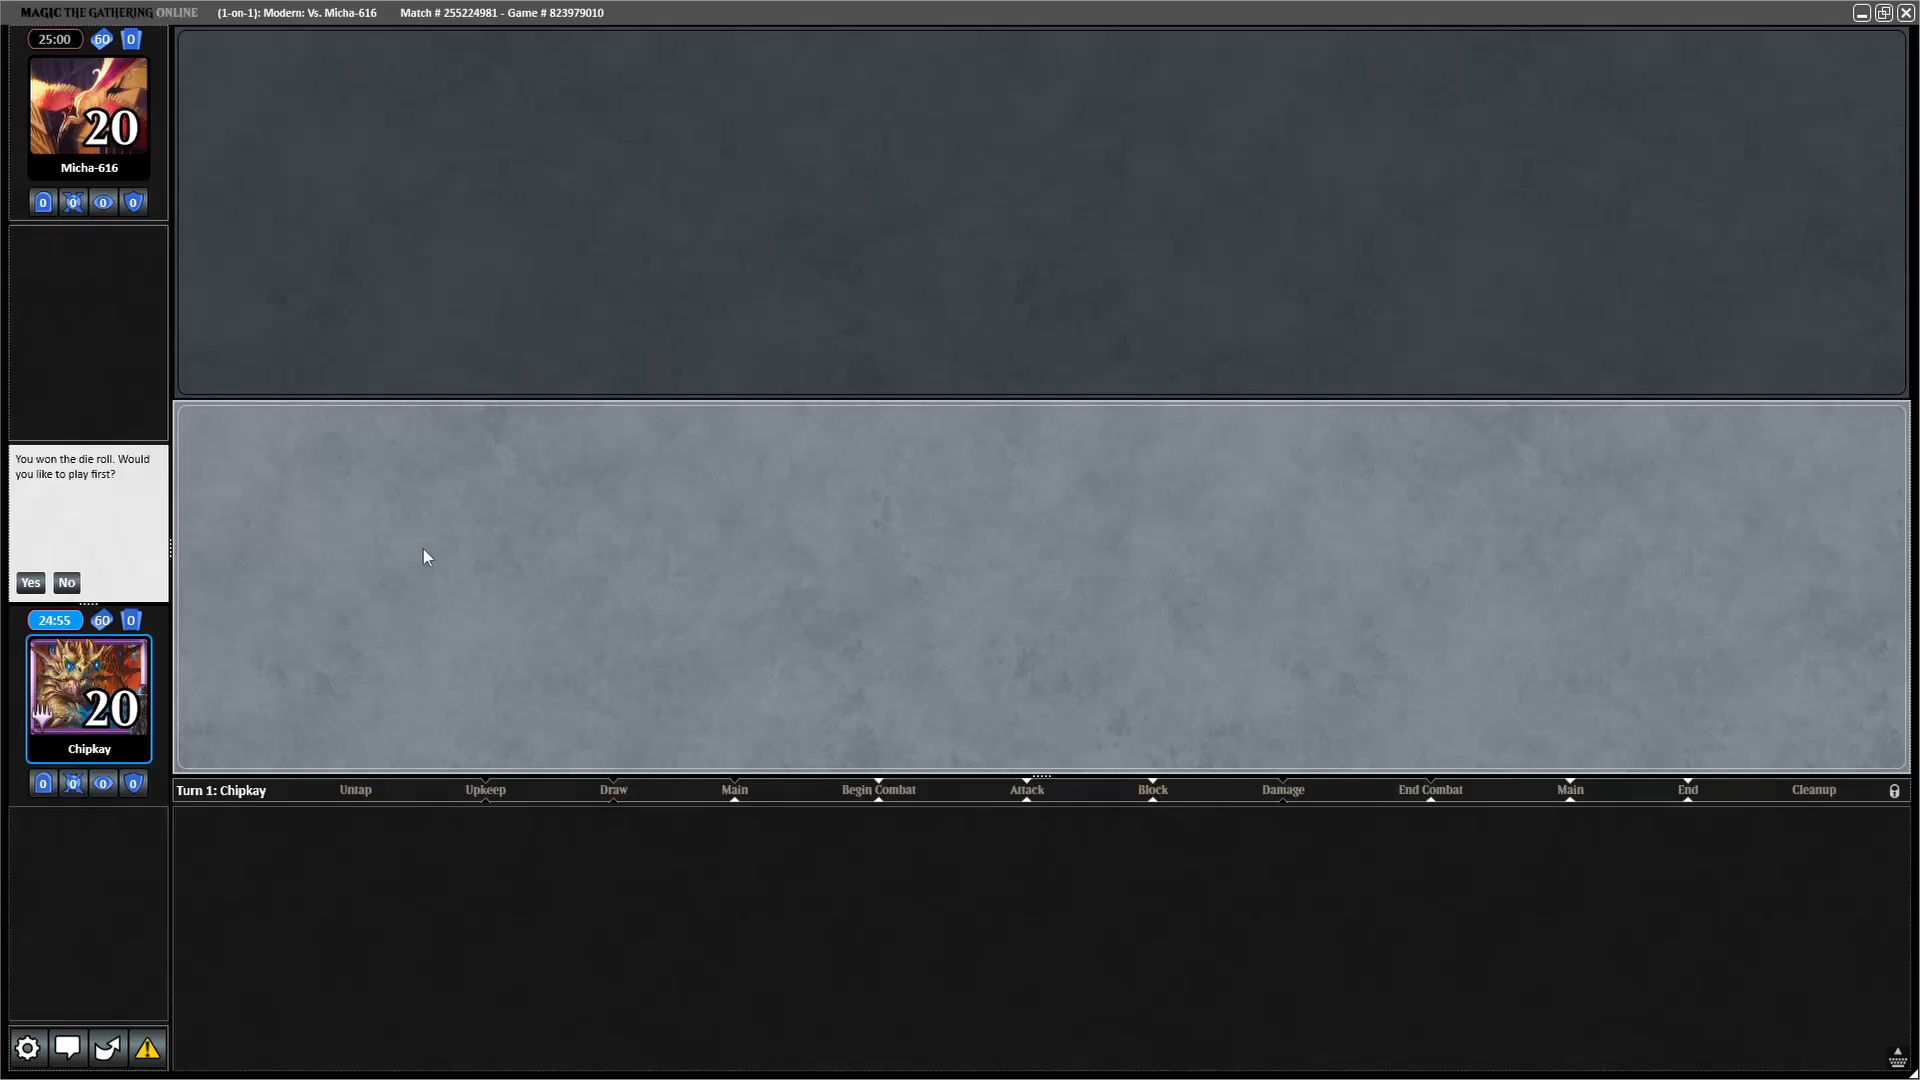 MAGIC THE GATHERING ONLINE (1-on-1): Modern: Vs. Micha-616 Match # 255224981 - Game # 823979010
25:00 60 0
20
Micha-616
0 0 0 0
You won the die roll. Would
you like to play first?
Yes No
24:55 60 0
20
Chipkay
0 0 0 0
Turn 1: Chipkay Untap Upkeep Draw Main Begin Combat Attack Block Damage End Combat Main End Cleanup